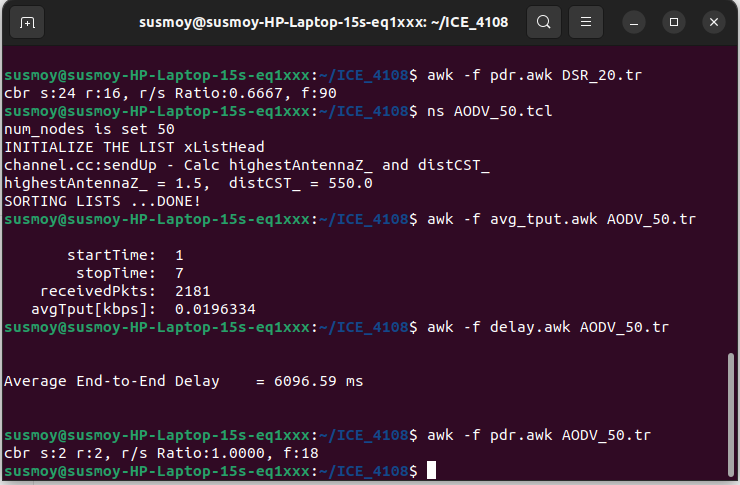 susmoy@susmoy-HP-Laptop-15s-eq1xxx: ~/ICE_4108
susmoy@susmoy-HP-Laptop-15s-eq1xxx:~/ICE_4108$ awk -f pdr.awk DSR_20.tr
cbr s:24 r:16, r/s Ratio:0.6667, f:90
susmoy@susmoy-HP-Laptop-15s-eq1xxx:~/ICE_4108$ ns AODV_50.tcl
num_nodes is set 50
INITIALIZE THE LIST xListHead
channel.cc:sendUp - Calc highestAntennaZ_ and distCST_
highestAntennaZ_ = 1.5,  distCST_ = 550.0
SORTING LISTS ...DONE!
susmoy@susmoy-HP-Laptop-15s-eq1xxx:~/ICE_4108$ awk -f avg_tput.awk AODV_50.tr
startTime:  1
stopTime:  7
receivedPkts:  2181
avgTput[kbps]:  0.0196334
susmoy@susmoy-HP-Laptop-15s-eq1xxx:~/ICE_4108$ awk -f delay.awk AODV_50.tr
Average End-to-End Delay    = 6096.59 ms
susmoy@susmoy-HP-Laptop-15s-eq1xxx:~/ICE_4108$ awk -f pdr.awk AODV_50.tr
cbr s:2 r:2, r/s Ratio:1.0000, f:18
susmoy@susmoy-HP-Laptop-15s-eq1xxx:~/ICE_4108$